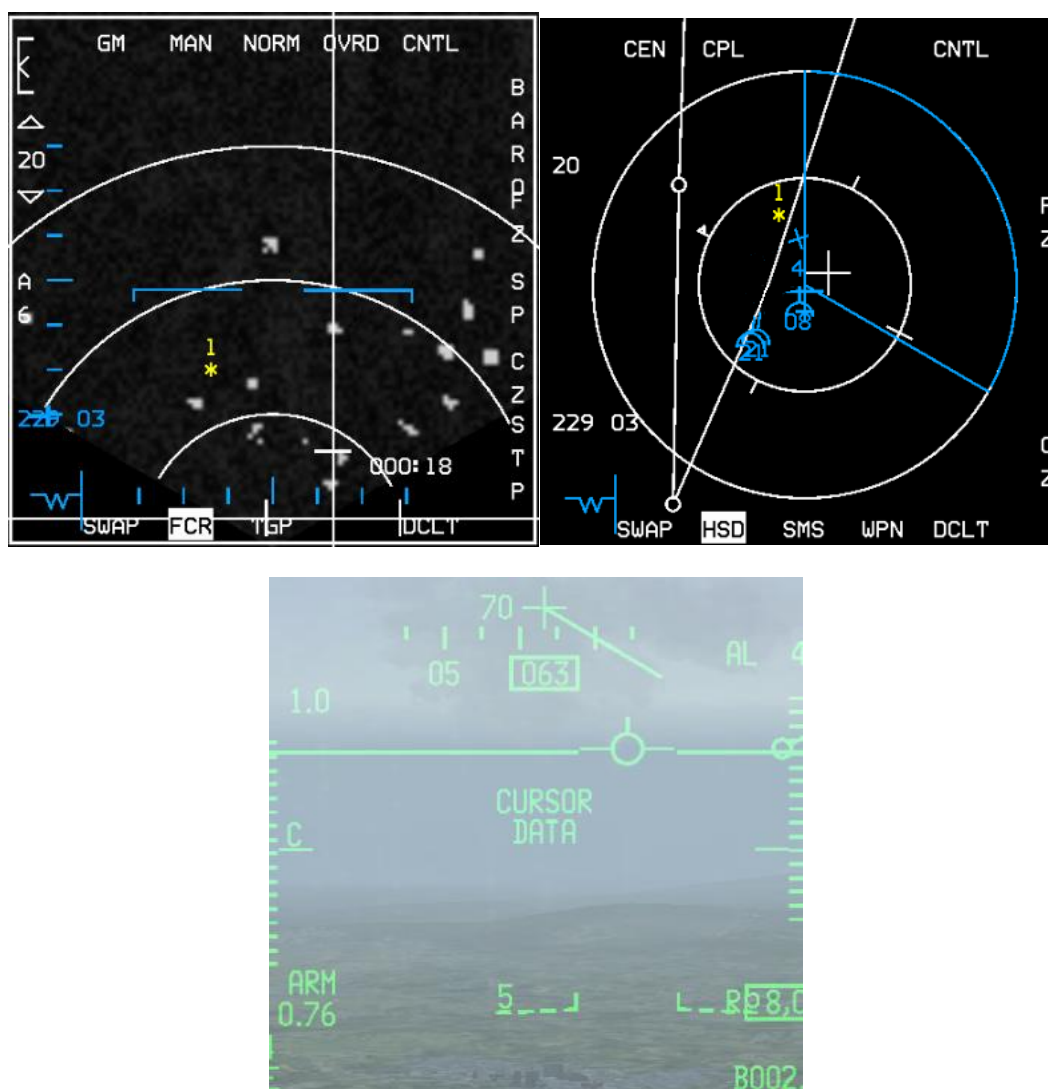 GM MAN NORM OVRD CNTL
20
A
6
1
229 03
000:18
S
P
C
Z
S
T
P
SWAP FCR TGP DCLT
CEN CPL CNTL
20
1
4
08
21
229 03
SWAP HSD SMS WPN DCLT
70
05 063
AL 4
1.0
CURSOR
DATA
C
ARM
0.76
5
B002